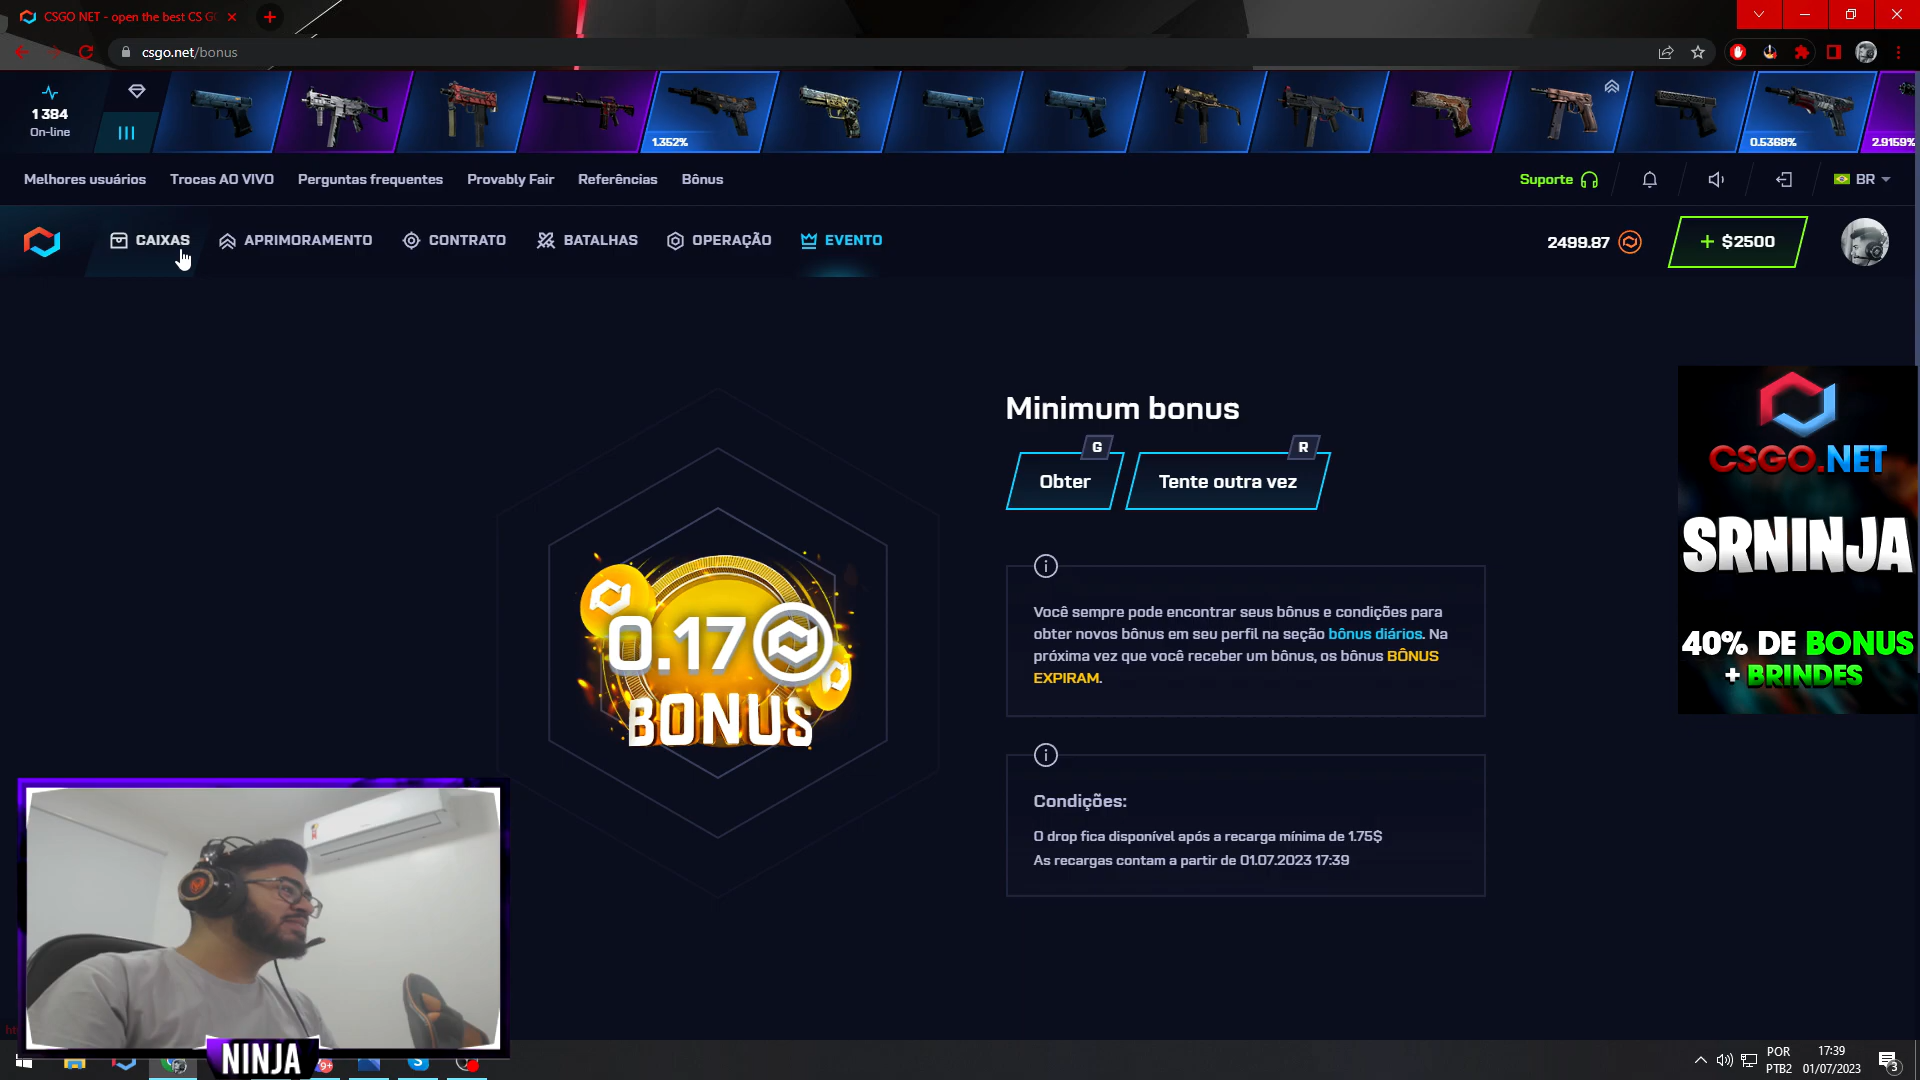 CSGO NET - open the best CS G
csgo.net/bonus
1 384
On-line
1.352%
0.5368%
2.9159%
Melhores usuários
Trocas AO VIVO
Perguntas frequentes
Provably Fair
Referências
Bônus
Suporte
BR
CAIXAS
APRIMORAMENTO
CONTRATO
BATALHAS
OPERAÇÃO
EVENTO
2499.87
+ $2500
Minimum bonus
G
R
Obter
Tente outra vez
Você sempre pode encontrar seus bônus e condições para
obter novos bônus em seu perfil na seção bônus diários. Na
próxima vez que você receber um bônus, os bônus BÔNUS
EXPIRAM.
Condições:
O drop fica disponível após a recarga mínima de 1.75$
As recargas contam a partir de 01.07.2023 17:39
0.17
BONUS
CSGO.NET
SRNINJA
40% DE BONUS
+ BRINDES
NINJA
9+
S
POR
PTB2
17:39
01/07/2023
3